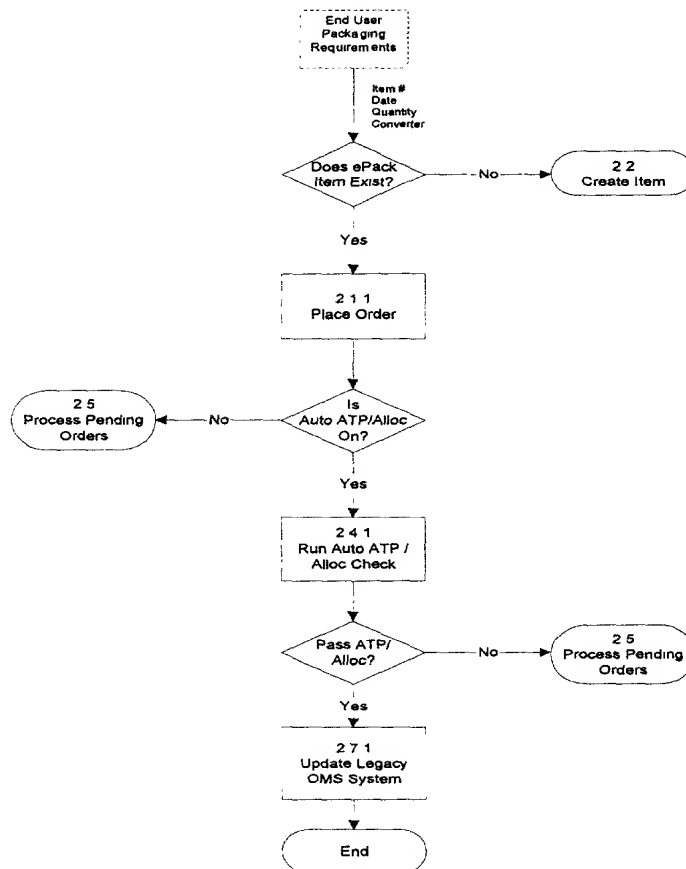 End User
Packaging
Requirements
Item #
Date
Quantity
Converter
Does ePack
Item Exist?
No
2 2
Create Item
Yes
2 1 1
Place Order
Is
Auto ATP/Alloc
On?
No
2 5
Process Pending
Orders
Yes
2 4 1
Run Auto ATP /
Alloc Check
Pass ATP/
Alloc?
No
2 5
Process Pending
Orders
Yes
2 7 1
Update Legacy
OMS System
End